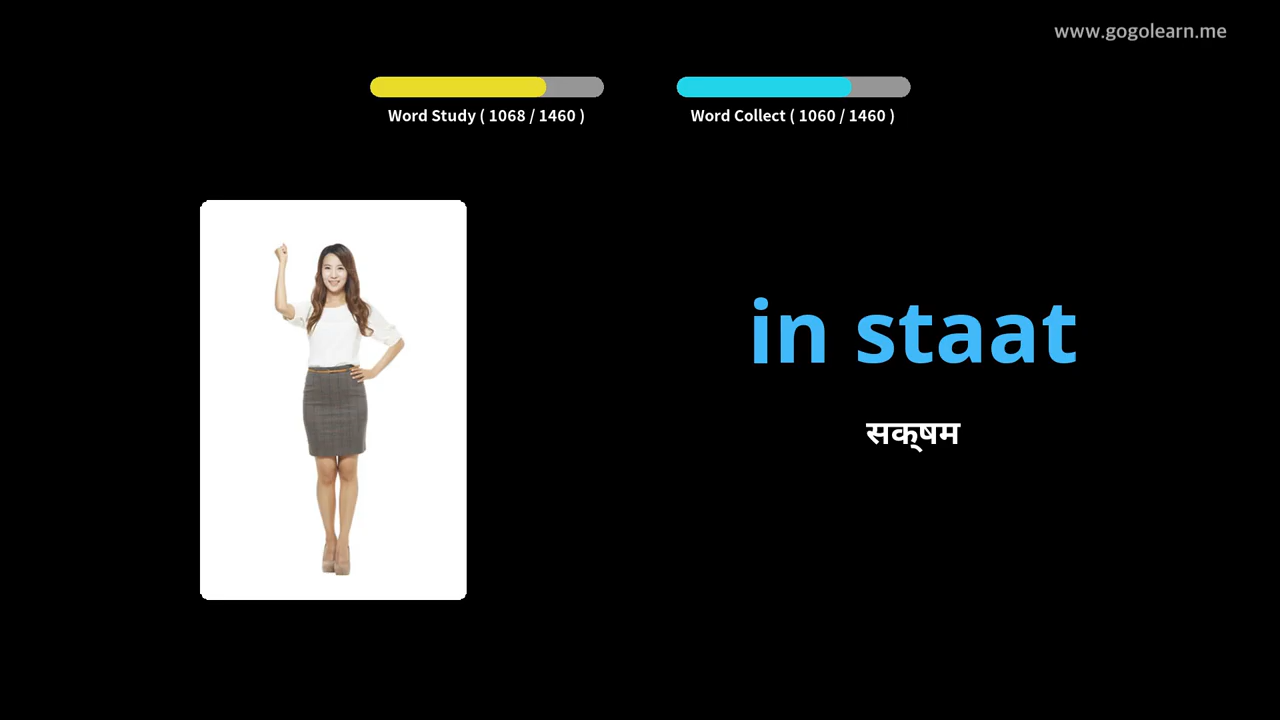 www.gogolearn.me
Word Study ( 1068 / 1460 )
Word Collect ( 1060 / 1460 )
in staat
सक्षम